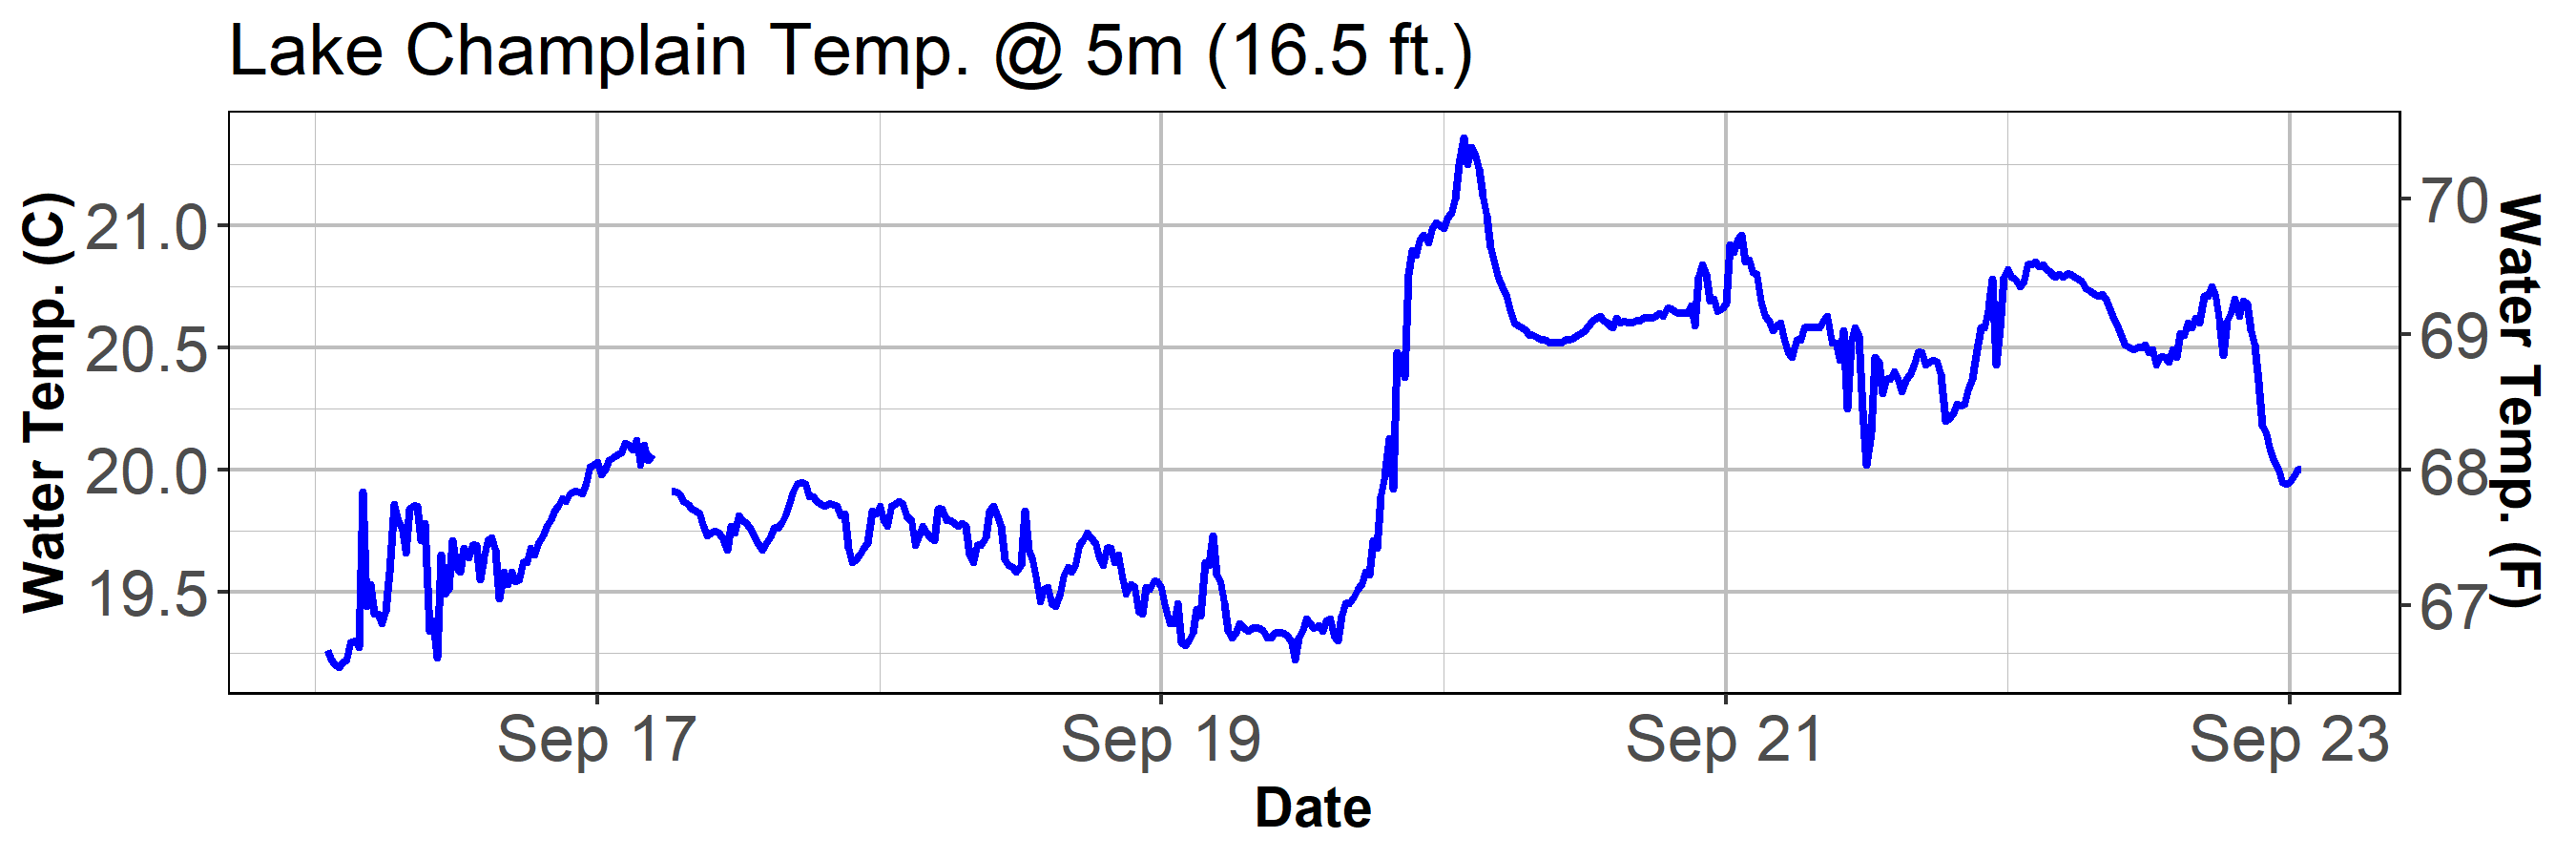 Lake Champlain Temp. @ 5m (16.5 ft.)
Water Temp. (C)
21.0
20.5
20.0
19.5
70
69
68
67
Water Temp. (F)
Sep 17
Sep 19
Sep 21
Sep 23
Date